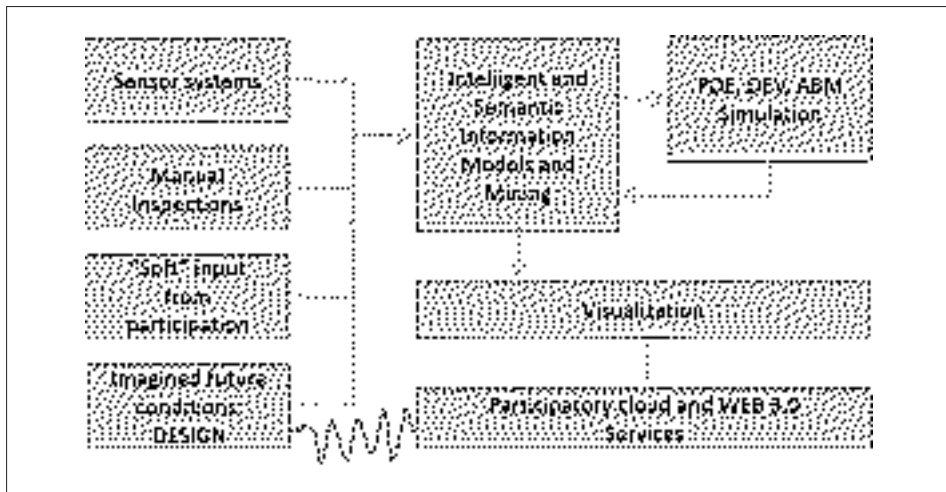 Sensor systems
Manual
Inspections
"Soft" input
from
participation
Imagined future
conditions:
DESIGN
Intelligent and
Semantic
Information
Models and
Mining
PDE, DEV, ABM
Simulation
Visualization
Participatory cloud and WEB 3.0
Services